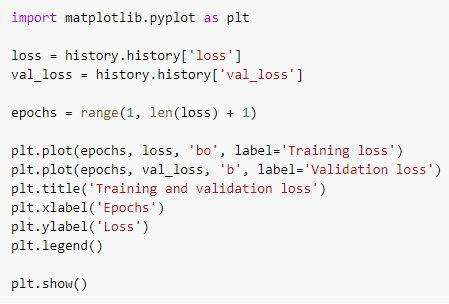 import matplotlib.pyplot as plt
loss = history.history['loss']
val_loss = history.history['val_loss']
epochs = range(1, len(loss) + 1)
plt.plot(epochs, loss, 'bo', label='Training loss')
plt.plot(epochs, val_loss, 'b', label='Validation loss')
plt.title('Training and validation loss')
plt.xlabel('Epochs')
plt.ylabel('Loss')
plt.legend()
plt.show()